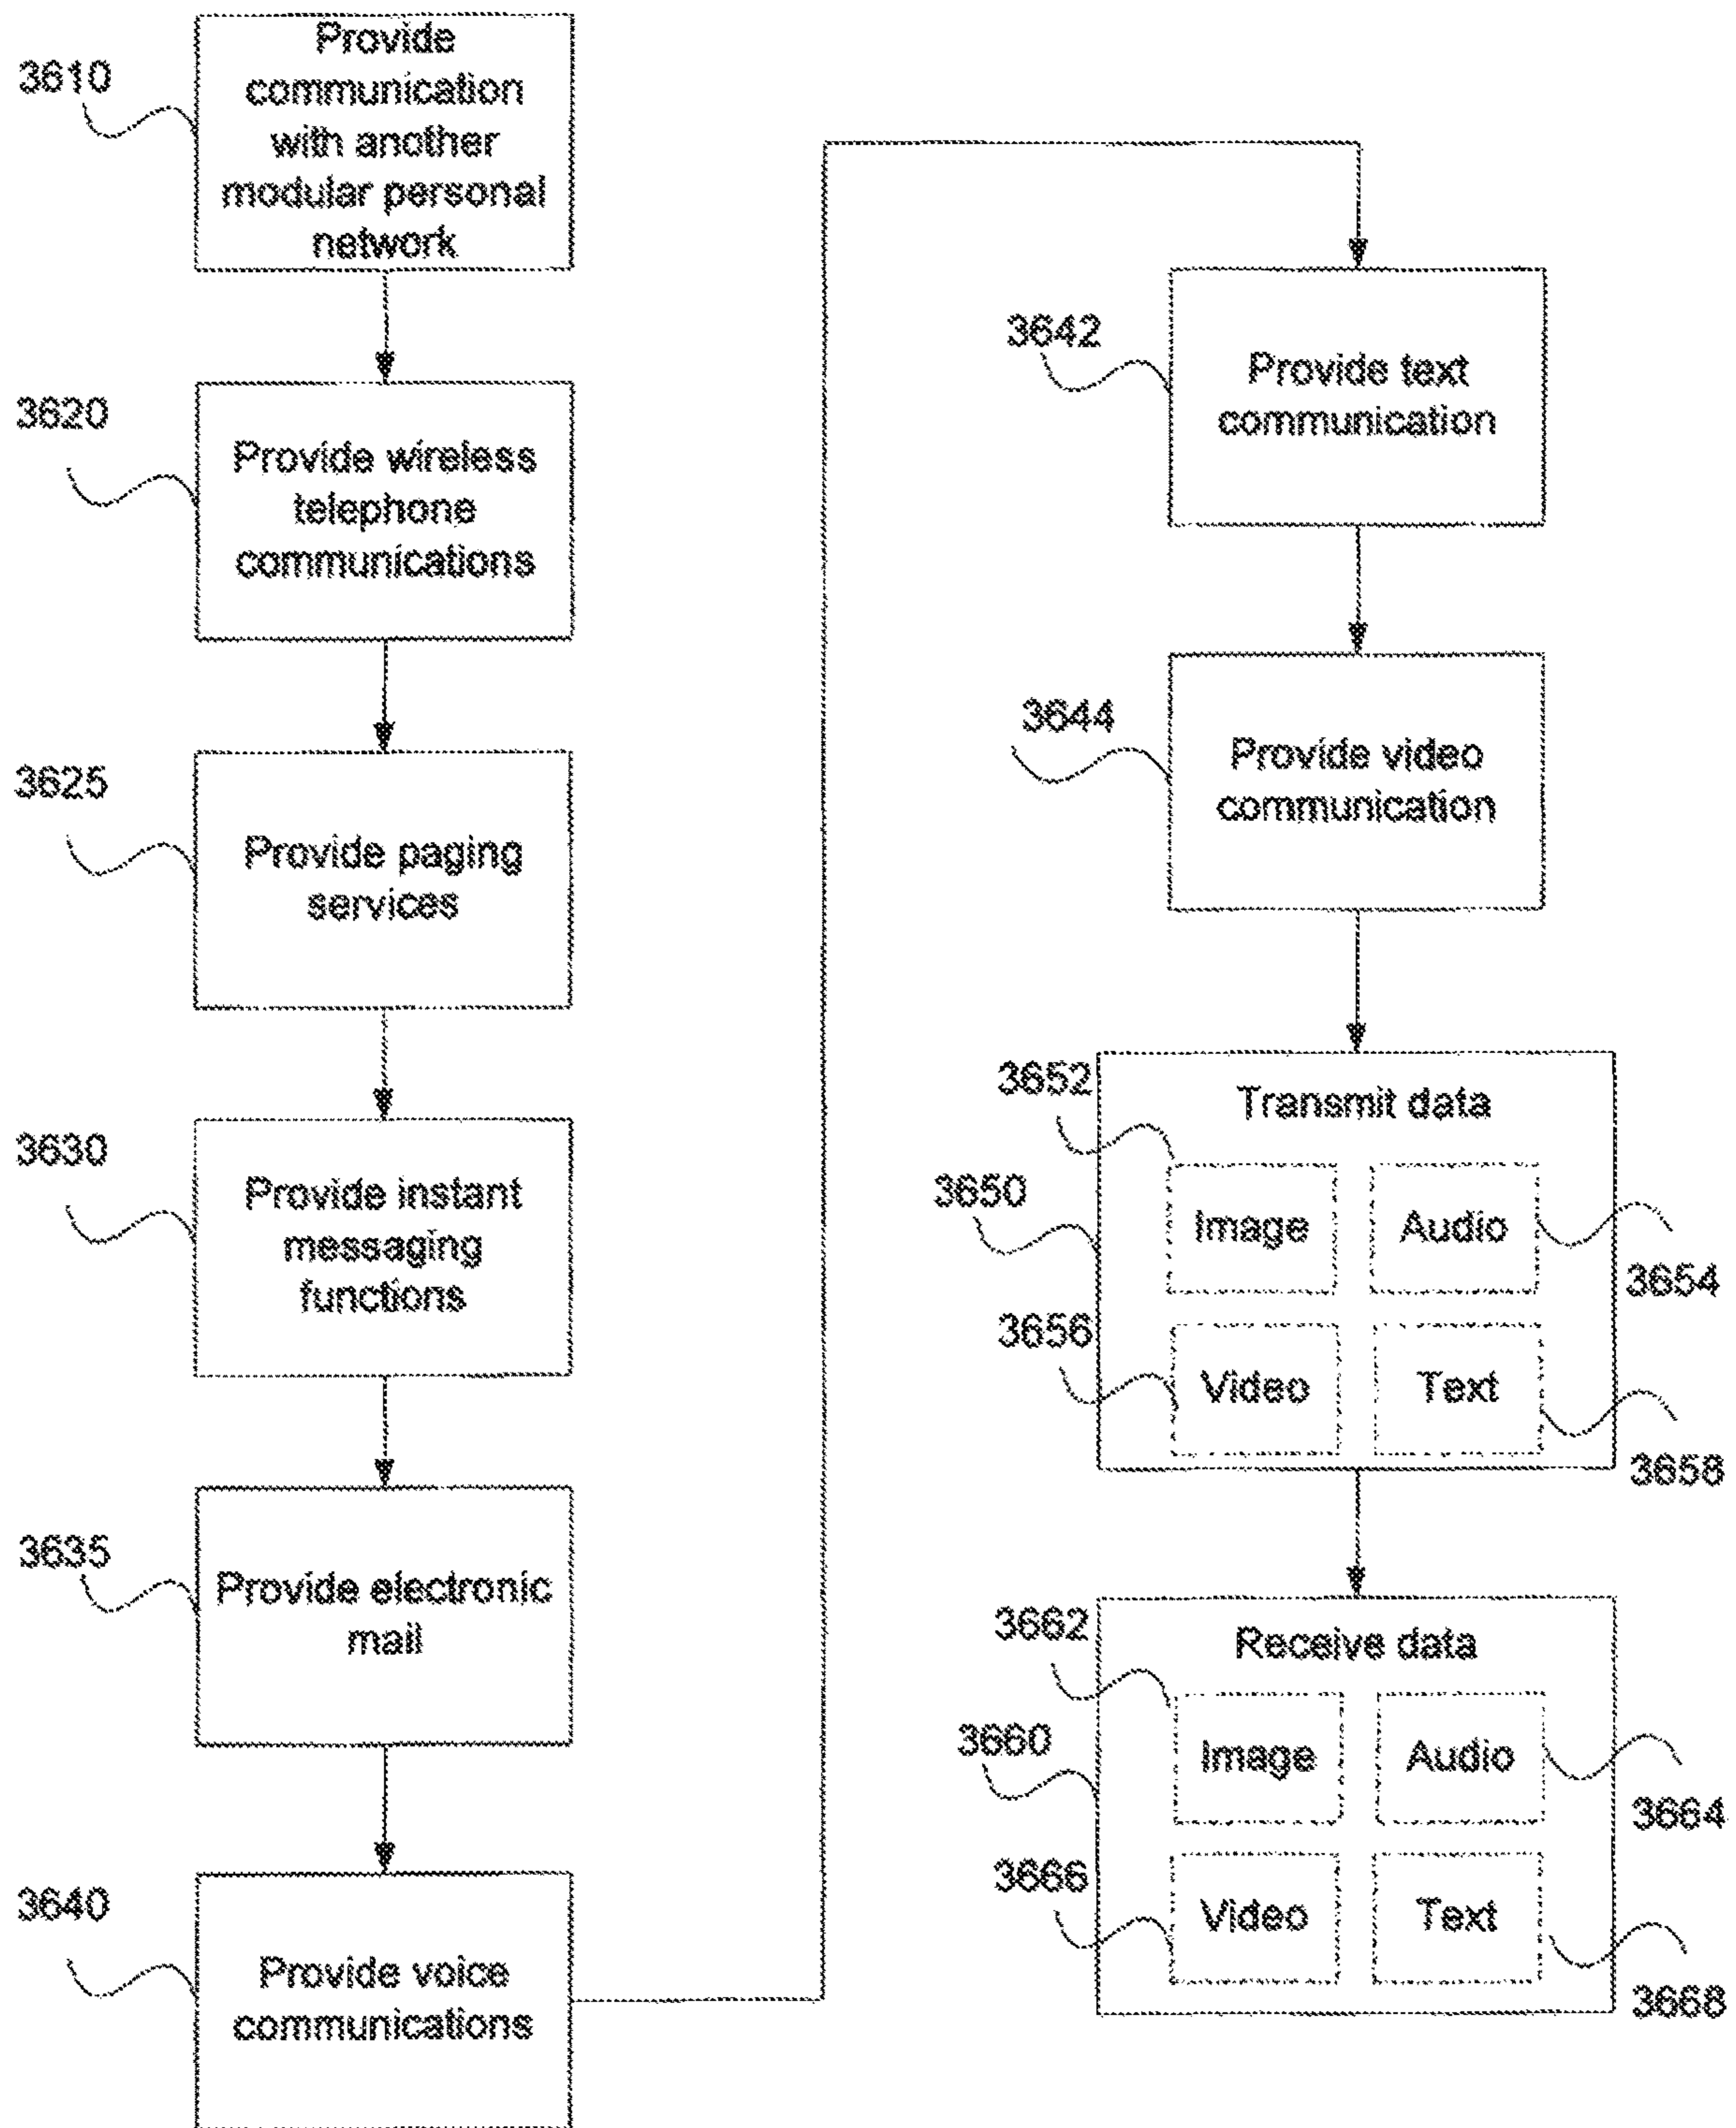 3610
Provide
communication
with another
modular personal
network
3620
Provide wireless
telephone
communications
3625
Provide paging
services
3630
Provide instant
messaging
functions
3635
Provide electronic
mail
3640
Provide voice
communications
3642
Provide text
communication
3644
Provide video
communication
3650
Transmit data
3652
Image
Audio
3654
3656
Video
Text
3658
3660
Receive data
3662
Image
Audio
3664
3666
Video
Text
3668